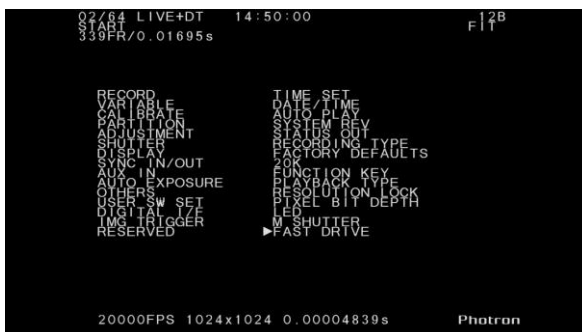 02/64 LIVE+DT 14:50:00 12B
START FIT
339FR/0.01695s
RECORD TIME SET
VARIABLE DATE/TIME
CALIBRATE AUTO PLAY
PARTITION SYSTEM REV
ADJUSTMENT STATUS OUT
SHUTTER RECORDING TYPE
DISPLAY FACTORY DEFAULTS
SYNC IN/OUT 20K
AUX IN FUNCTION KEY
AUTO EXPOSURE PLAYBACK TYPE
OTHERS RESOLUTION LOCK
USER SW SET PIXEL BIT DEPTH
DIGITAL I/F LED
IMG TRIGGER M SHUTTER
RESERVED ▶FAST DRIVE
20000FPS 1024x1024 0.00004839s Photron